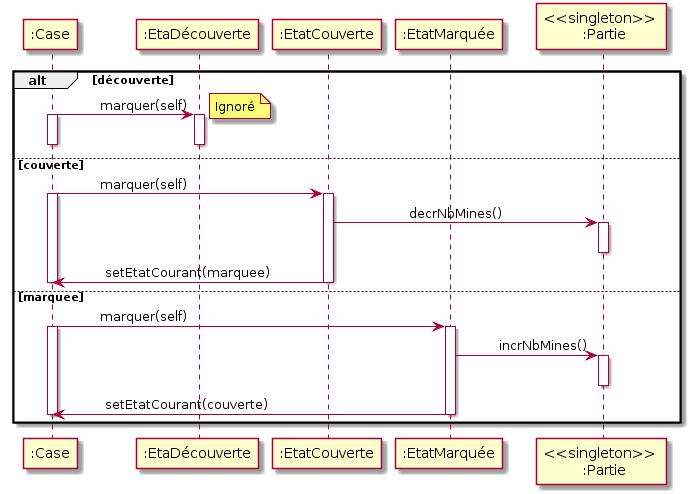 :Case
:EtaDécouverte
:EtatCouverte
:EtatMarquée
<<singleton>>
:Partie
alt
[découverte]
marquer(self)
Ignoré
[couverte]
marquer(self)
decrNbMines()
setEtatCourant(marquee)
[marquee]
marquer(self)
incrNbMines()
setEtatCourant(couverte)
:Case
:EtaDécouverte
:EtatCouverte
:EtatMarquée
<<singleton>>
:Partie